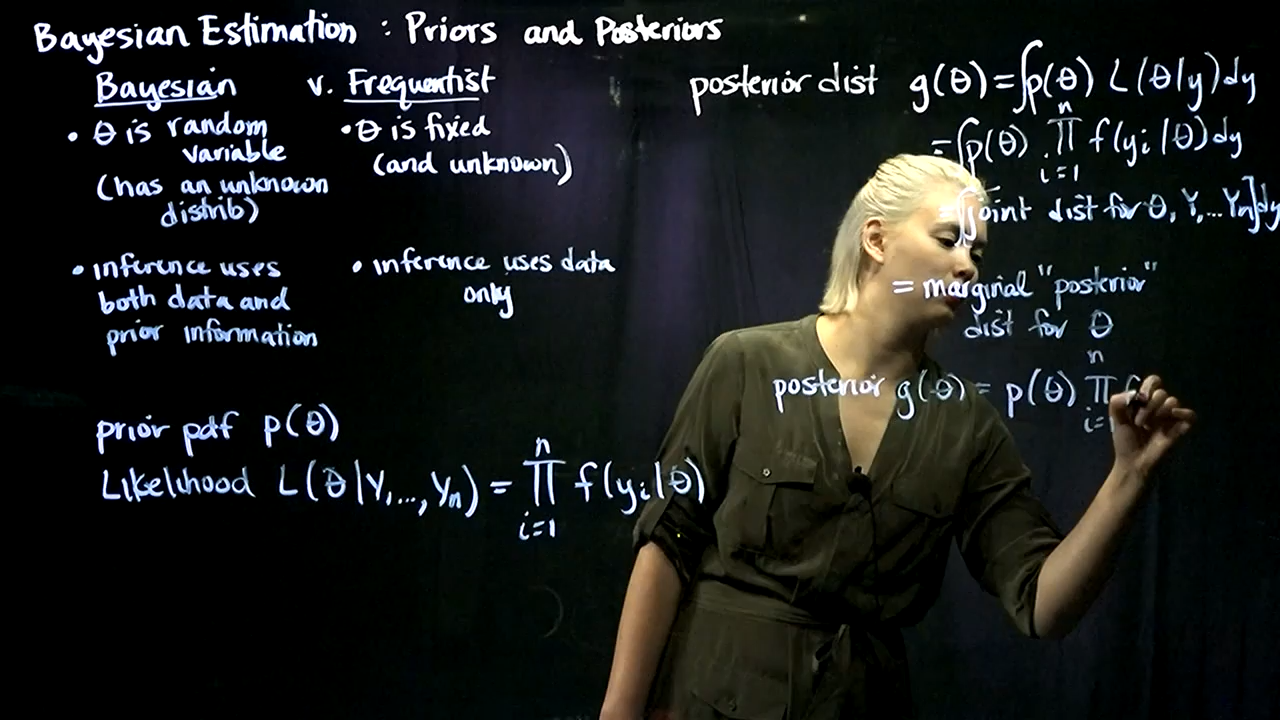 Bayesian Estimation : Priors and Posteriors
Bayesian v. Frequentist
• θ is random
variable
(has an unknown
distrib)
• θ is fixed
(and unknown)
• inference uses
both data and
prior information
• inference uses data
only
prior pdf p(θ)
Likelihood L(θ|Y1,...,Yn) = n∏i=1 f(yi|θ)
posterior dist g(θ) = ∫p(θ) L(θ|y)dy
= ∫p(θ) n∏i=1 f(yi|θ)dy
= ∫[joint dist for θ, Y1...Yn]dy
= marginal "posterior"
dist for θ
posterior g(θ) = p(θ) n∏i=1 f